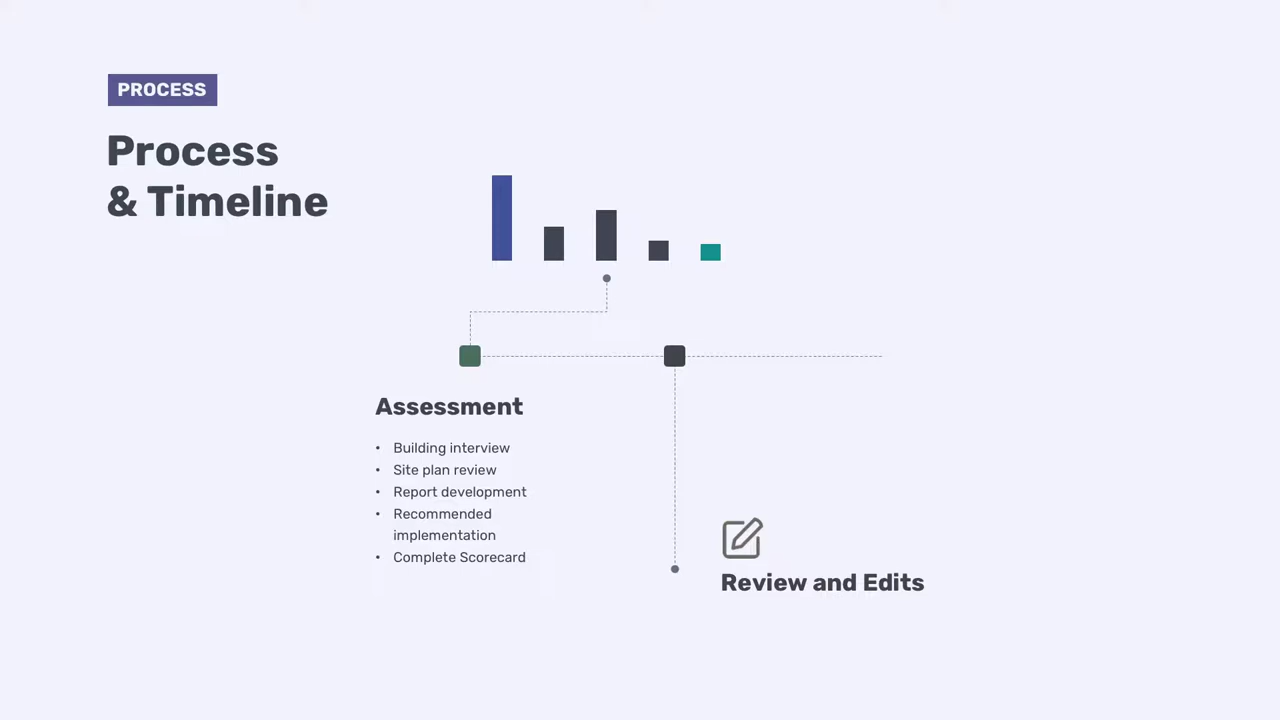 PROCESS
Process
& Timeline
Assessment
• Building interview
• Site plan review
• Report development
• Recommended
implementation
• Complete Scorecard
Review and Edits